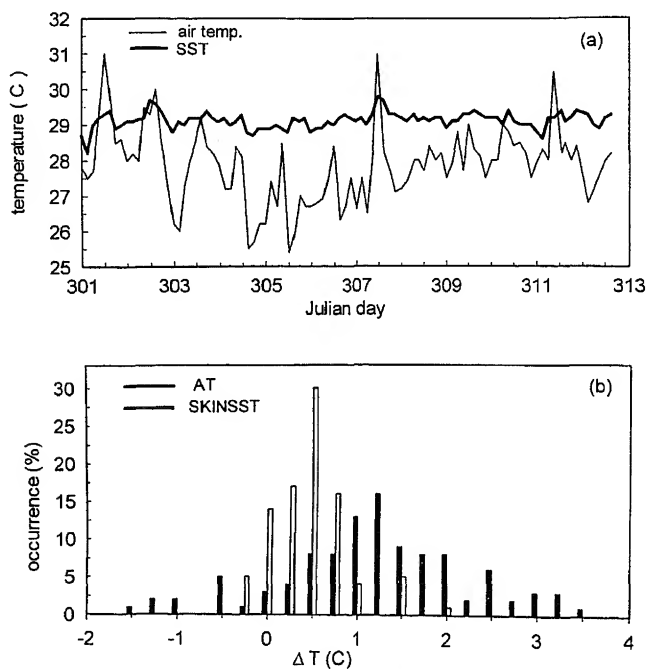 32
31
30
29
28
27
26
25
temperature ( C )
air temp.
SST
(a)
301 303 305 307 309 311 313
Julian day
30
25
20
15
10
5
0
occurrence (%)
AT
SKINSST
(b)
-2 -1 0 1 2 3 4
Δ T (C)